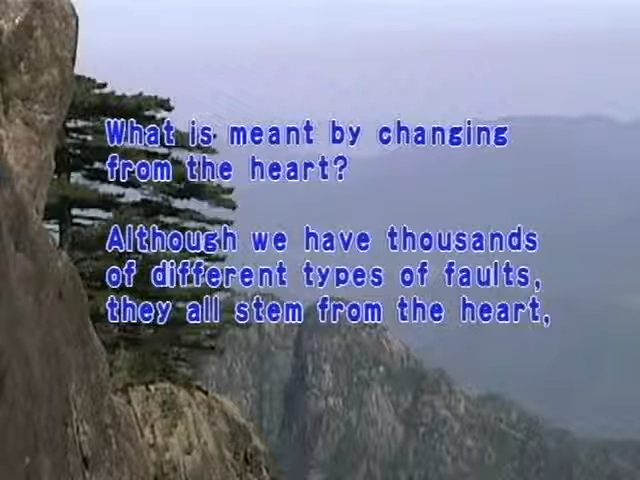 What is meant by changing
from the heart?
Although we have thousands
of different types of faults,
they all stem from the heart,